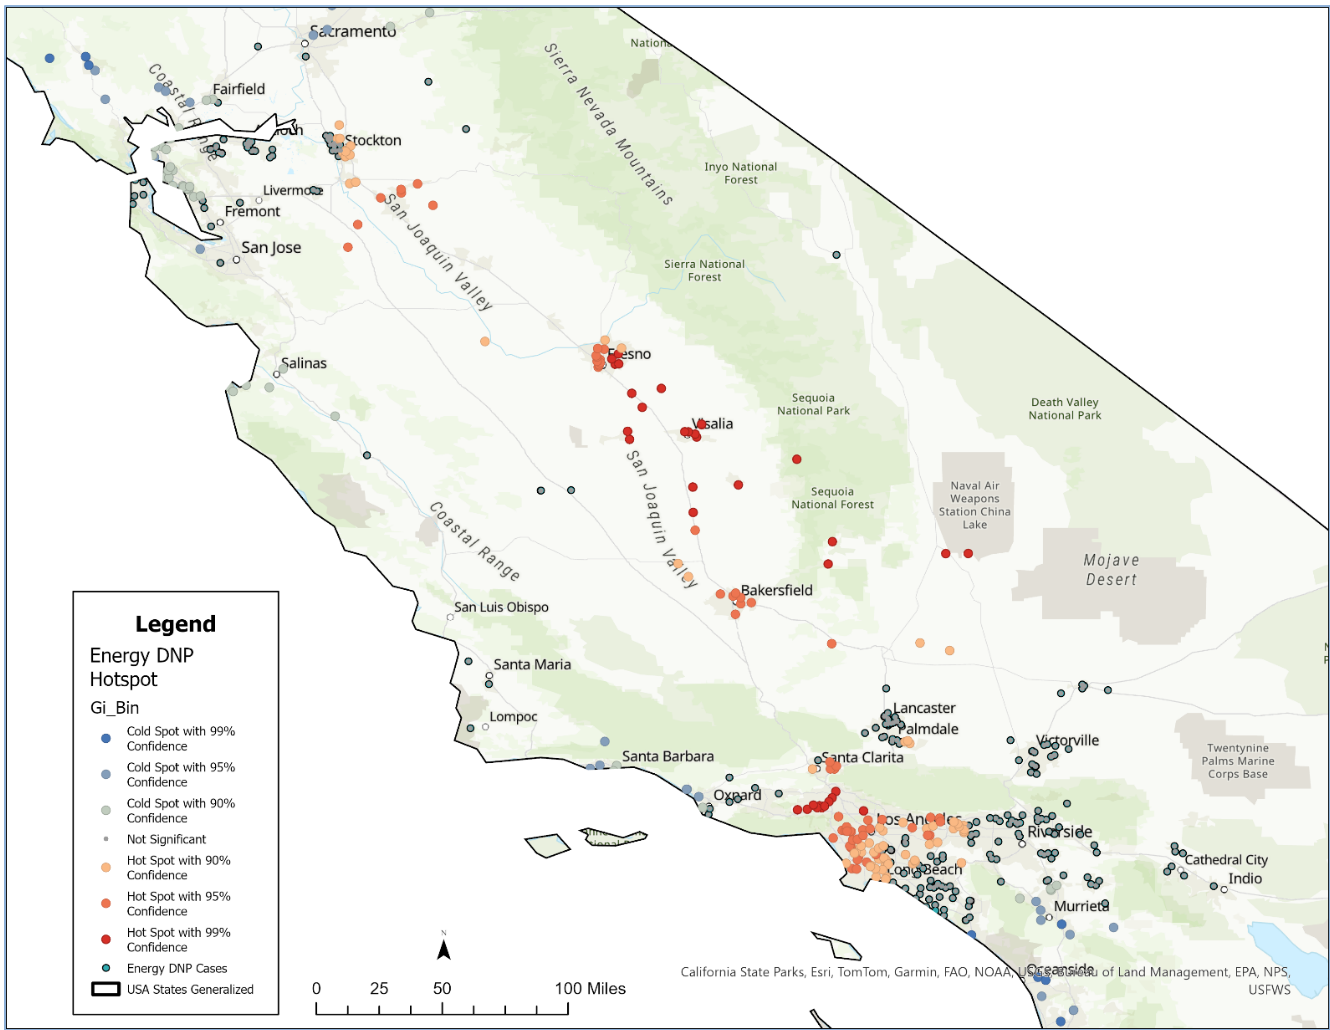 Sacramento
Nationa
Sierra Nevada Mountains
Coastal Range
Fairfield
Stockton
Inyo National
Forest
Livermore
Fremont
San Joaquin Valley
San Jose
Sierra National
Forest
Fresno
Salinas
Sequoia
National Park
Death Valley
National Park
Visalia
San Joaquin Valley
Naval Air
Weapons
Station China
Lake
Sequoia
National Forest
Coastal Range
Mojave
Desert
Bakersfield
San Luis Obispo
Santa Maria
Lancaster
Lompoc
Palmdale
Victorville
Santa Barbara
Santa Clarita
Twentynine
Palms Marine
Corps Base
Oxnard
Los Angeles
Riverside
Long Beach
Cathedral City
Indio
Murrieta
Oceanside
Legend
Energy DNP
Hotspot
Gi_Bin
Cold Spot with 99%
Confidence
Cold Spot with 95%
Confidence
Cold Spot with 90%
Confidence
Not Significant
Hot Spot with 90%
Confidence
Hot Spot with 95%
Confidence
Hot Spot with 99%
Confidence
Energy DNP Cases
USA States Generalized
N
0 25 50 100 Miles
California State Parks, Esri, TomTom, Garmin, FAO, NOAA, USGS, Bureau of Land Management, EPA, NPS,
USFWS